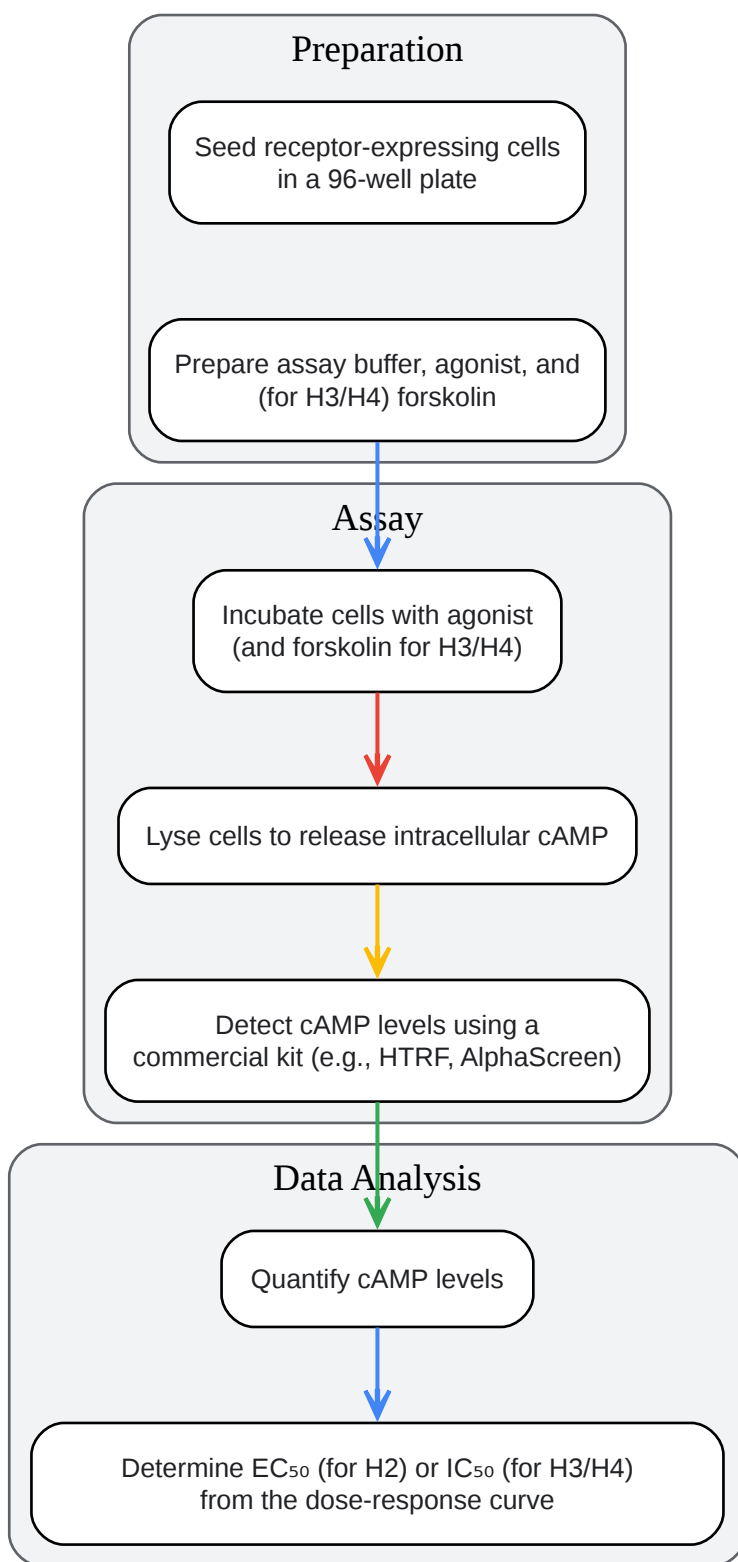 Preparation
Seed receptor-expressing cells
in a 96-well plate
Prepare assay buffer, agonist, and
(for H3/H4) forskolin
Assay
Incubate cells with agonist
(and forskolin for H3/H4)
Lyse cells to release intracellular cAMP
Detect cAMP levels using a
commercial kit (e.g., HTRF, AlphaScreen)
Data Analysis
Quantify cAMP levels
Determine EC₅₀ (for H2) or IC₅₀ (for H3/H4)
from the dose-response curve